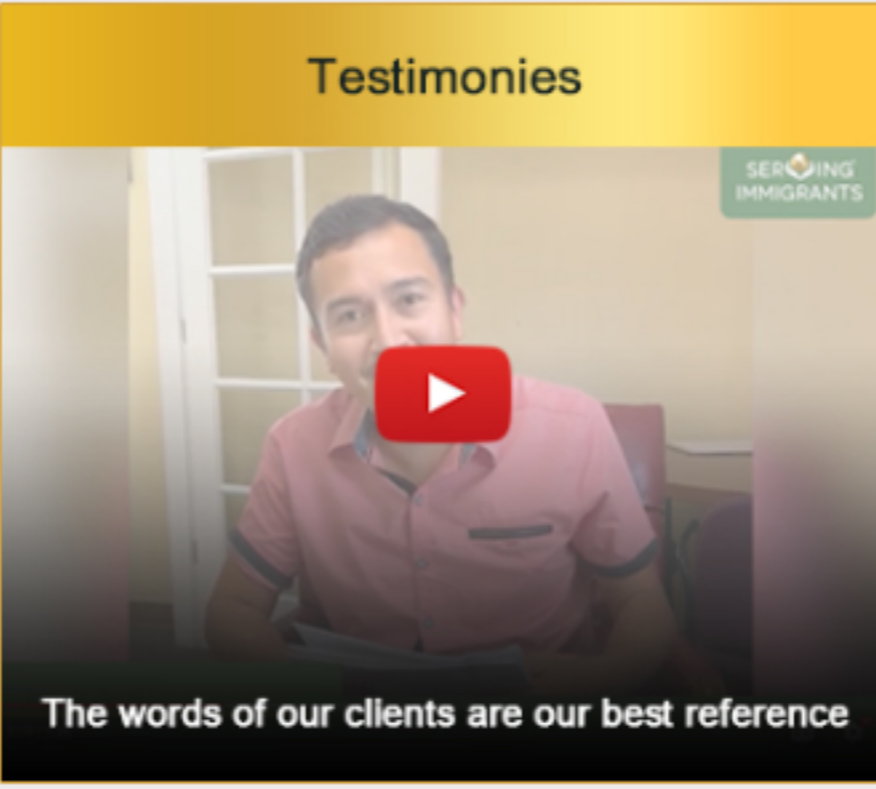 Testimonies
SERVING
IMMIGRANTS
The words of our clients are our best reference